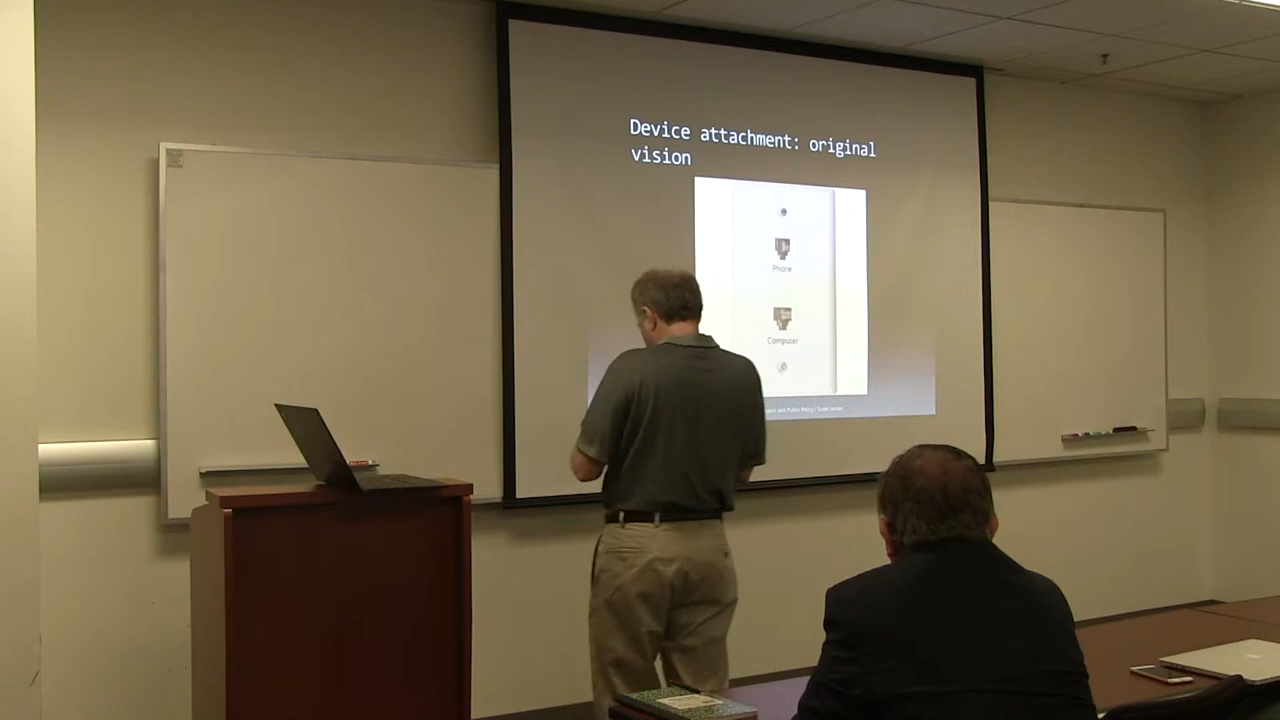 Device attachment: original
vision
Phone
Computer
and Public Policy | Scott Jordan